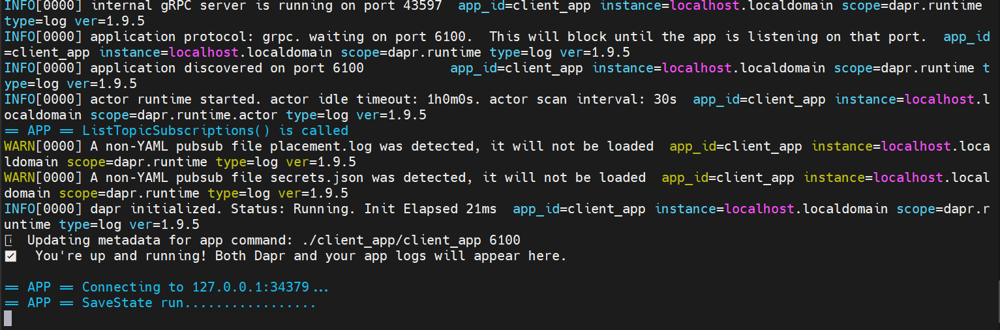 INFO[0000] internal gRPC server is running on port 43597  app_id=client_app instance=localhost.localdomain scope=dapr.runtime
type=log ver=1.9.5
INFO[0000] application protocol: grpc. waiting on port 6100.  This will block until the app is listening on that port.  app_id
=client_app instance=localhost.localdomain scope=dapr.runtime type=log ver=1.9.5
INFO[0000] application discovered on port 6100           app_id=client_app instance=localhost.localdomain scope=dapr.runtime t
ype=log ver=1.9.5
INFO[0000] actor runtime started. actor idle timeout: 1h0m0s. actor scan interval: 30s  app_id=client_app instance=localhost.l
ocaldomain scope=dapr.runtime.actor type=log ver=1.9.5
== APP == ListTopicSubscriptions() is called
WARN[0000] A non-YAML pubsub file placement.log was detected, it will not be loaded  app_id=client_app instance=localhost.loca
ldomain scope=dapr.runtime type=log ver=1.9.5
WARN[0000] A non-YAML pubsub file secrets.json was detected, it will not be loaded  app_id=client_app instance=localhost.local
domain scope=dapr.runtime type=log ver=1.9.5
INFO[0000] dapr initialized. Status: Running. Init Elapsed 21ms  app_id=client_app instance=localhost.localdomain scope=dapr.r
untime type=log ver=1.9.5
ℹ  Updating metadata for app command: ./client_app/client_app 6100
✅  You're up and running! Both Dapr and your app logs will appear here.
== APP == Connecting to 127.0.0.1:34379...
== APP == SaveState run.................